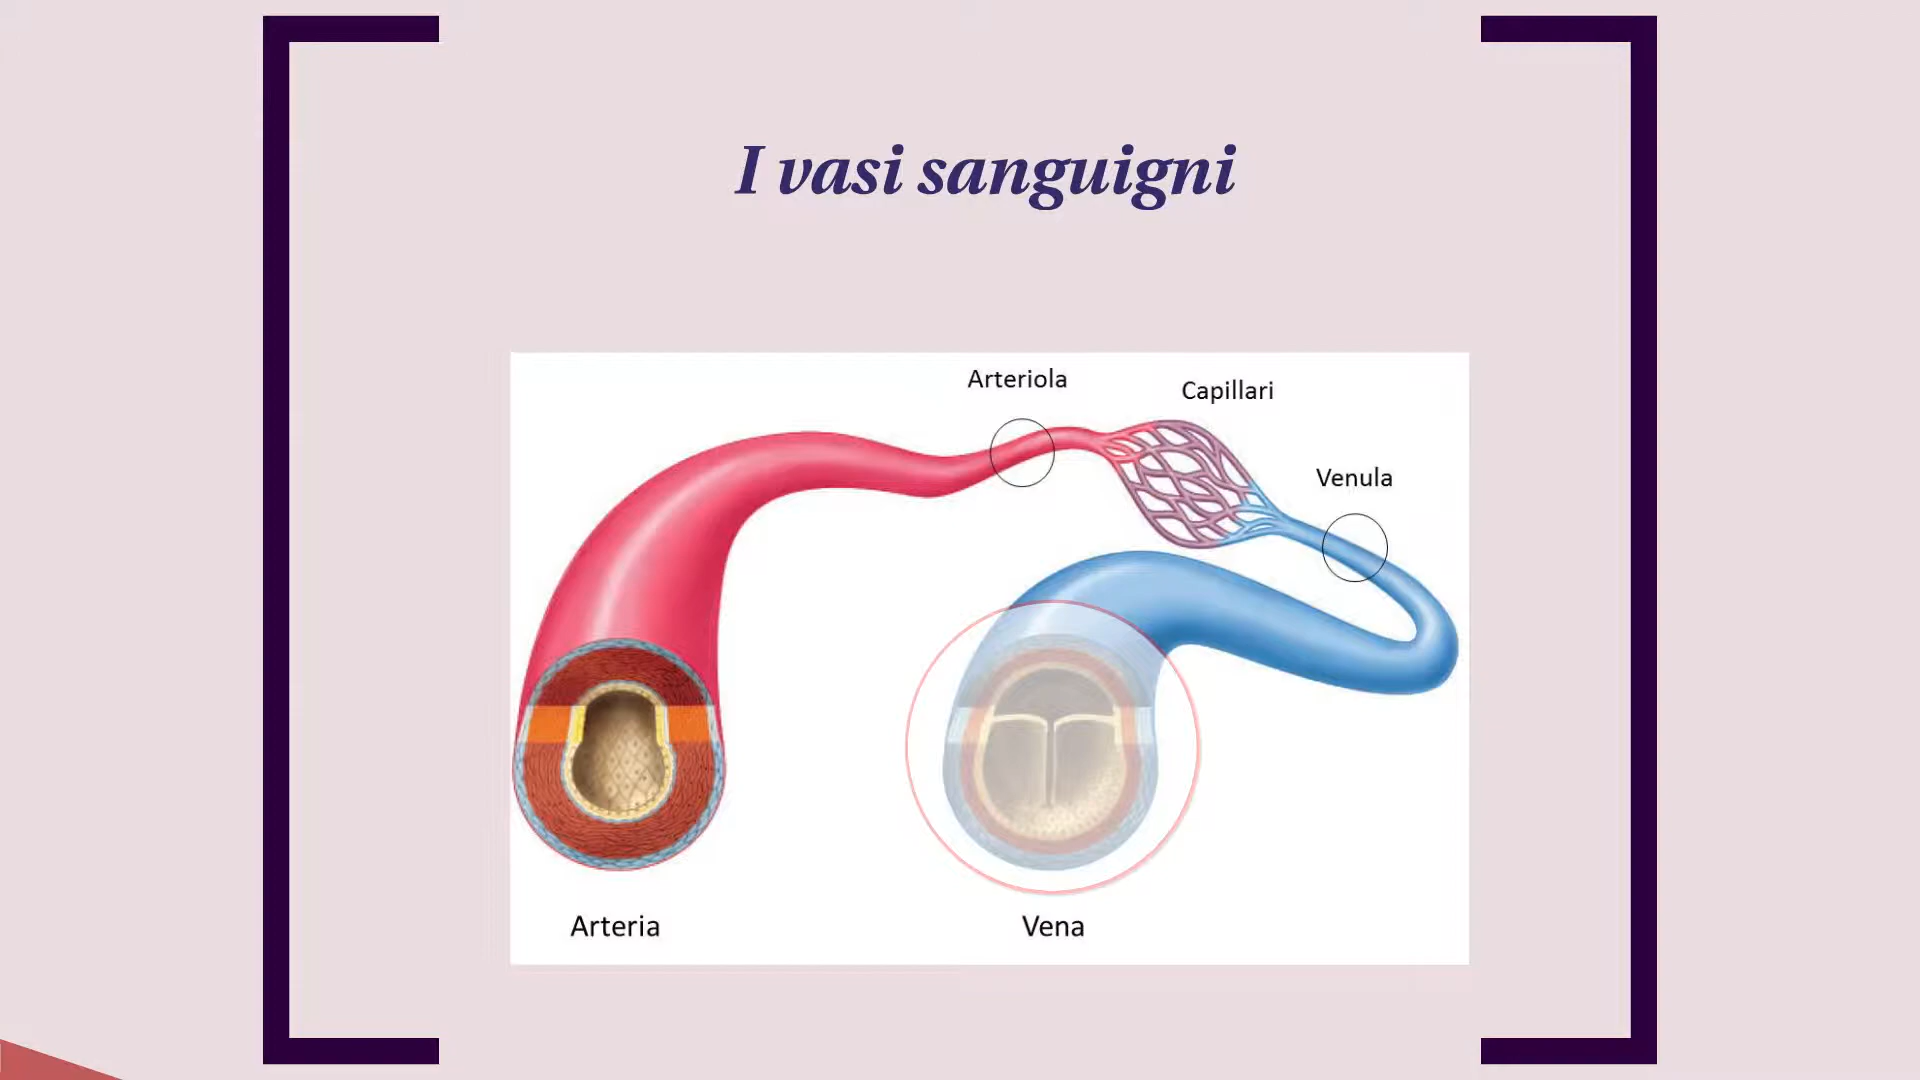 I vasi sanguigni
Arteriola
Capillari
Venula
Arteria
Vena